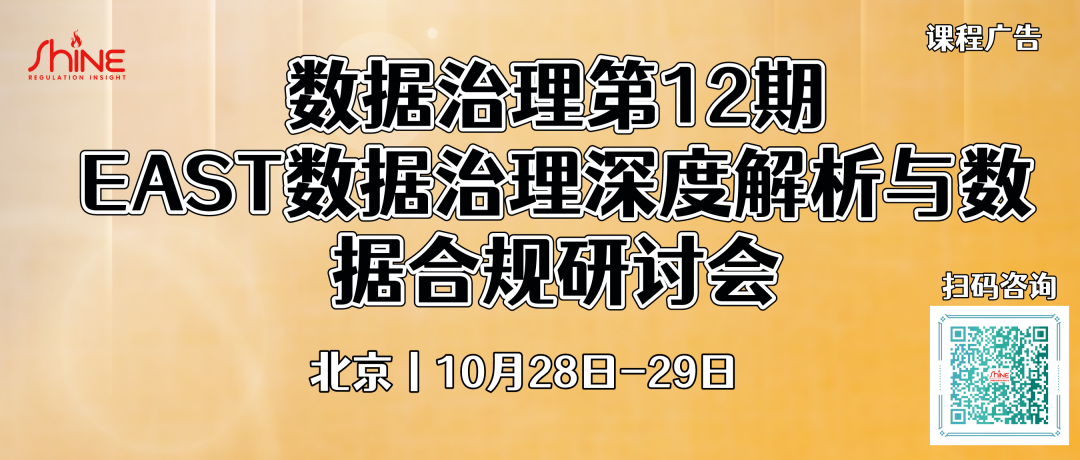 Shine
REGULATION INSIGHT
课程广告
数据治理第12期
EAST数据治理深度解析与数
据合规研讨会
北京丨10月28日-29日
扫码咨询
ShiNE